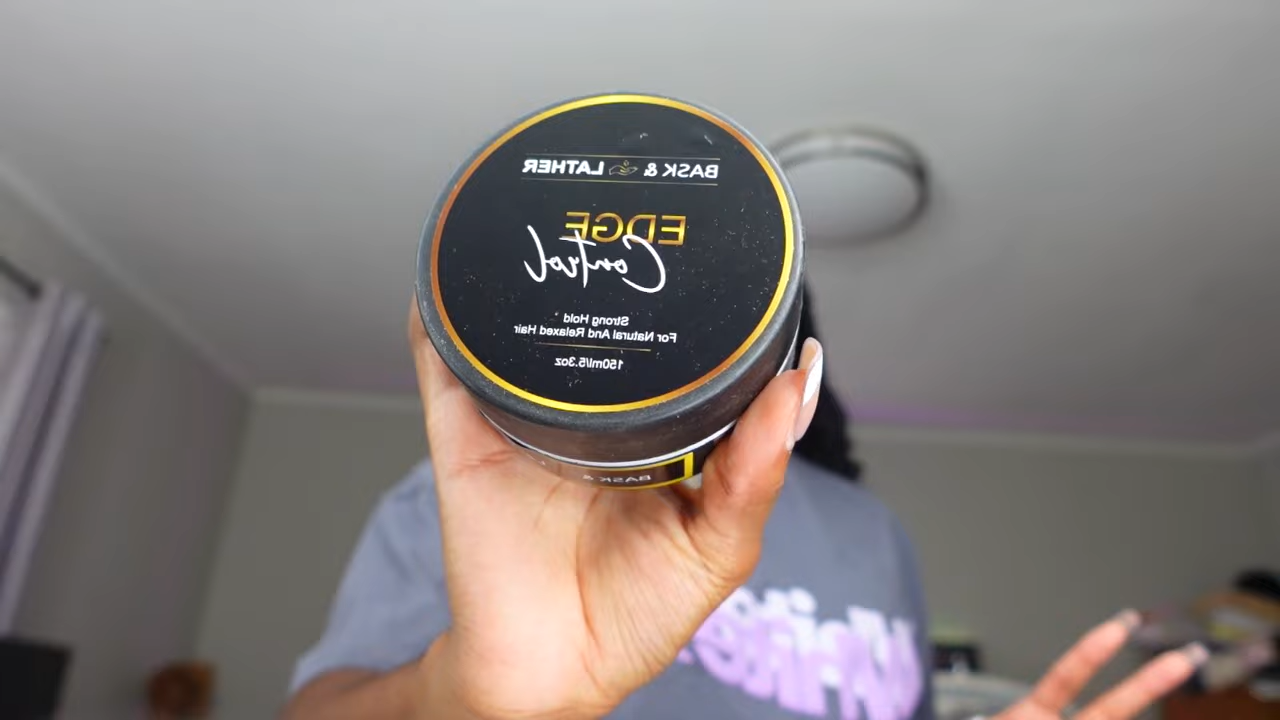 BASK & LATHER
EDGE
Control
Strong Hold
For Natural And Relaxed Hair
150ml/5.3oz
BASK &